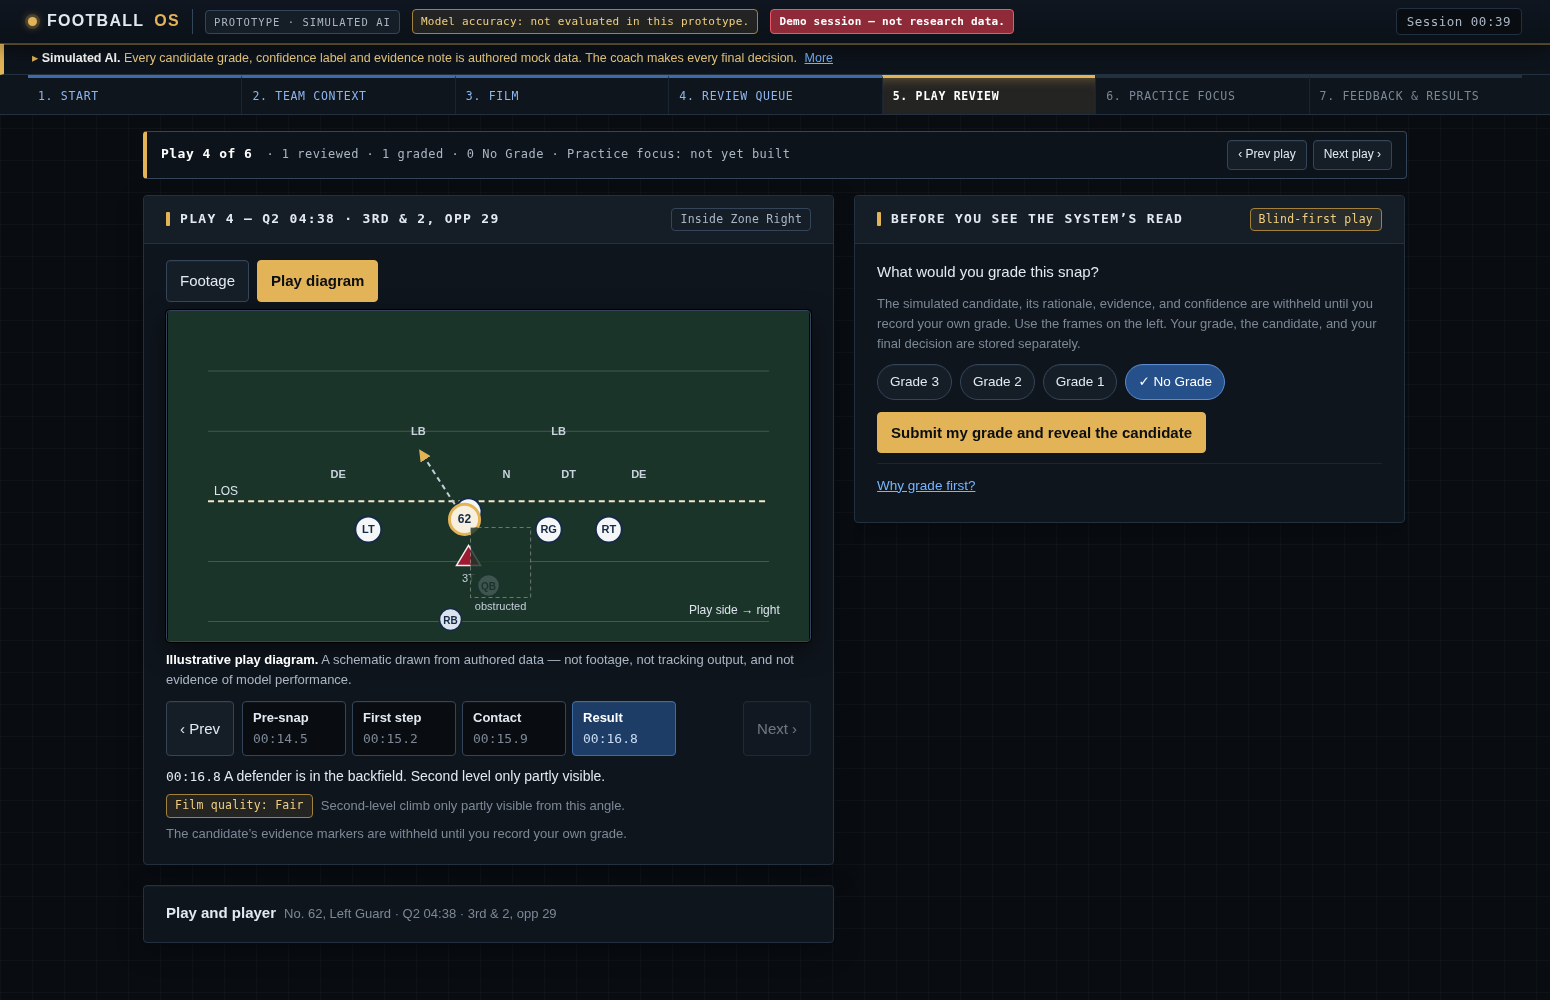 FOOTBALL OS
PROTOTYPE · SIMULATED AI
Model accuracy: not evaluated in this prototype.
Demo session — not research data.
Session 00:39
▸ Simulated AI. Every candidate grade, confidence label and evidence note is authored mock data. The coach makes every final decision. More
1. START
2. TEAM CONTEXT
3. FILM
4. REVIEW QUEUE
5. PLAY REVIEW
6. PRACTICE FOCUS
7. FEEDBACK & RESULTS
Play 4 of 6 · 1 reviewed · 1 graded · 0 No Grade · Practice focus: not yet built
‹ Prev play
Next play ›
PLAY 4 — Q2 04:38 · 3RD & 2, OPP 29
Inside Zone Right
Footage
Play diagram
LB LB
DE N DT DE
LOS
LT 62 RG RT
QB
obstructed
RB
Play side → right
Illustrative play diagram. A schematic drawn from authored data — not footage, not tracking output, and not
evidence of model performance.
‹ Prev
Pre-snap
00:14.5
First step
00:15.2
Contact
00:15.9
Result
00:16.8
Next ›
00:16.8 A defender is in the backfield. Second level only partly visible.
Film quality: Fair Second-level climb only partly visible from this angle.
The candidate's evidence markers are withheld until you record your own grade.
Play and player No. 62, Left Guard · Q2 04:38 · 3rd & 2, opp 29
BEFORE YOU SEE THE SYSTEM'S READ
Blind-first play
What would you grade this snap?
The simulated candidate, its rationale, evidence, and confidence are withheld until you
record your own grade. Use the frames on the left. Your grade, the candidate, and your
final decision are stored separately.
Grade 3
Grade 2
Grade 1
✓ No Grade
Submit my grade and reveal the candidate
Why grade first?